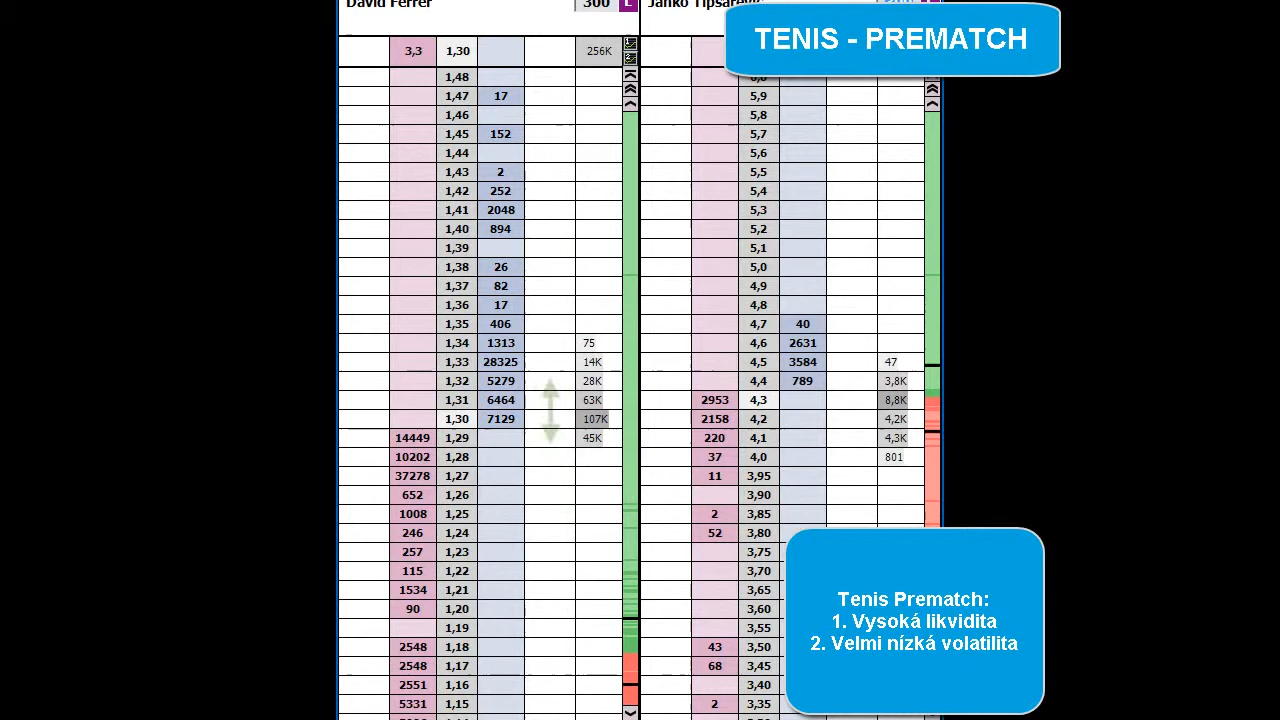 David Ferrer 300 L Janko Tipsarević
TENIS - PREMATCH
3,3 1,30 256K
1,48
1,47 17 5,9
1,46 5,8
1,45 152 5,7
1,44 5,6
1,43 2 5,5
1,42 252 5,4
1,41 2048 5,3
1,40 894 5,2
1,39 5,1
1,38 26 5,0
1,37 82 4,9
1,36 17 4,8
1,35 406 4,7 40
1,34 1313 75 4,6 2631
1,33 28325 14K 4,5 3584 47
1,32 5279 28K 4,4 789 3,8K
1,31 6464 63K 2953 4,3 8,8K
1,30 7129 107K 2158 4,2 4,2K
14449 1,29 45K 220 4,1 4,3K
10202 1,28 37 4,0 801
37278 1,27 11 3,95
652 1,26 3,90
1008 1,25 2 3,85
246 1,24 52 3,80
257 1,23 3,75
115 1,22 3,70
1534 1,21 3,65
90 1,20 3,60
1,19 3,55
2548 1,18 43 3,50
2548 1,17 68 3,45
2551 1,16 3,40
5331 1,15 2 3,35
Tenis Prematch:
1. Vysoká likvidita
2. Velmi nízká volatilita